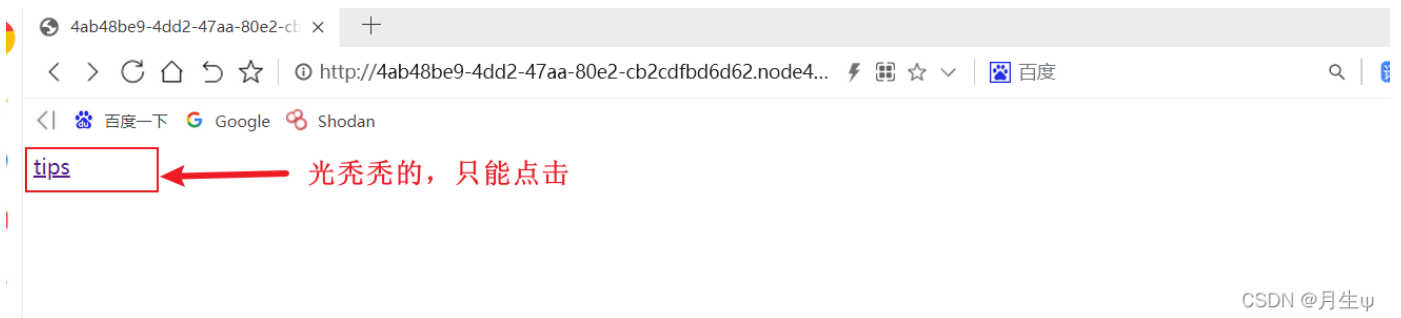 4ab48be9-4dd2-47aa-80e2-cb
http://4ab48be9-4dd2-47aa-80e2-cb2cdfbd6d62.node4... 百度
百度一下 Google Shodan
tips 光秃秃的，只能点击
CSDN @月生ψ